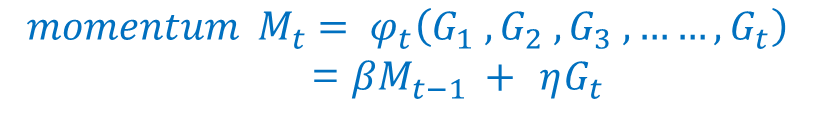 momentum M_t = φ_t(G_1 , G_2 , G_3 , … … , G_t)
= βM_{t−1} + ηG_t